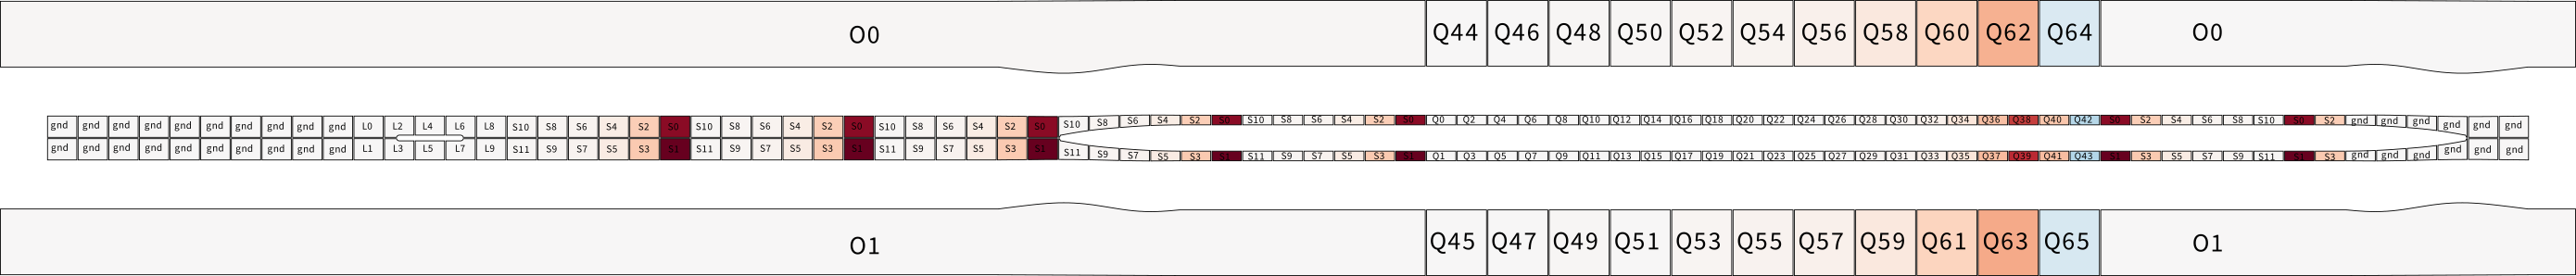 O0 Q44 Q46 Q48 Q50 Q52 Q54 Q56 Q58 Q60 Q62 Q64 O0
gnd gnd gnd gnd gnd gnd gnd gnd gnd gnd L0 L2 L4 L6 L8 S10 S8 S6 S4 S2 S0 S10 S8 S6 S4 S2 S0 S10 S8 S6 S4 S2 S0 S10 S8 S6 S4 S2 S0 S10 S8 S6 S4 S2 S0 Q0 Q2 Q4 Q6 Q8 Q10 Q12 Q14 Q16 Q18 Q20 Q22 Q24 Q26 Q28 Q30 Q32 Q34 Q36 Q38 Q40 Q42 S0 S2 S4 S6 S8 S10 S0 S2 gnd gnd gnd gnd gnd gnd
gnd gnd gnd gnd gnd gnd gnd gnd gnd gnd L1 L3 L5 L7 L9 S11 S9 S7 S5 S3 S1 S11 S9 S7 S5 S3 S1 S11 S9 S7 S5 S3 S1 S11 S9 S7 S5 S3 S1 S11 S9 S7 S5 S3 S1 Q1 Q3 Q5 Q7 Q9 Q11 Q13 Q15 Q17 Q19 Q21 Q23 Q25 Q27 Q29 Q31 Q33 Q35 Q37 Q39 Q41 Q43 S1 S3 S5 S7 S9 S11 S1 S3 gnd gnd gnd gnd gnd gnd
O1 Q45 Q47 Q49 Q51 Q53 Q55 Q57 Q59 Q61 Q63 Q65 O1